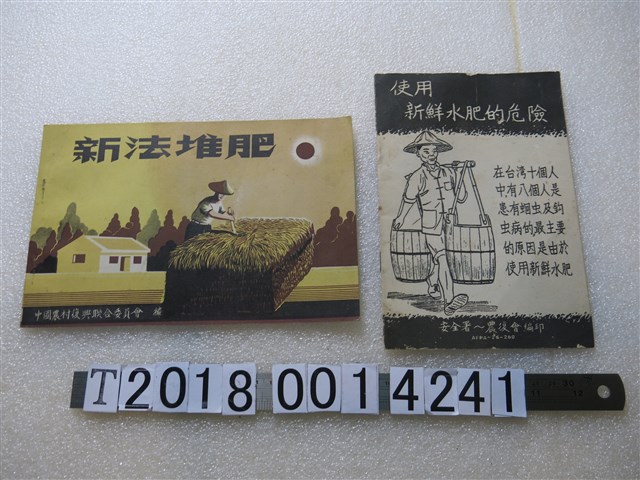 新法堆肥
中國農村復興聯合委員會 編
使用
新鮮水肥的危險
在台湾十個人
中有八個人是
患有蛔虫及鈎
虫病的最主要
的原因是由於
使用新鮮水肥
安全署～農復會編印
T20180014241